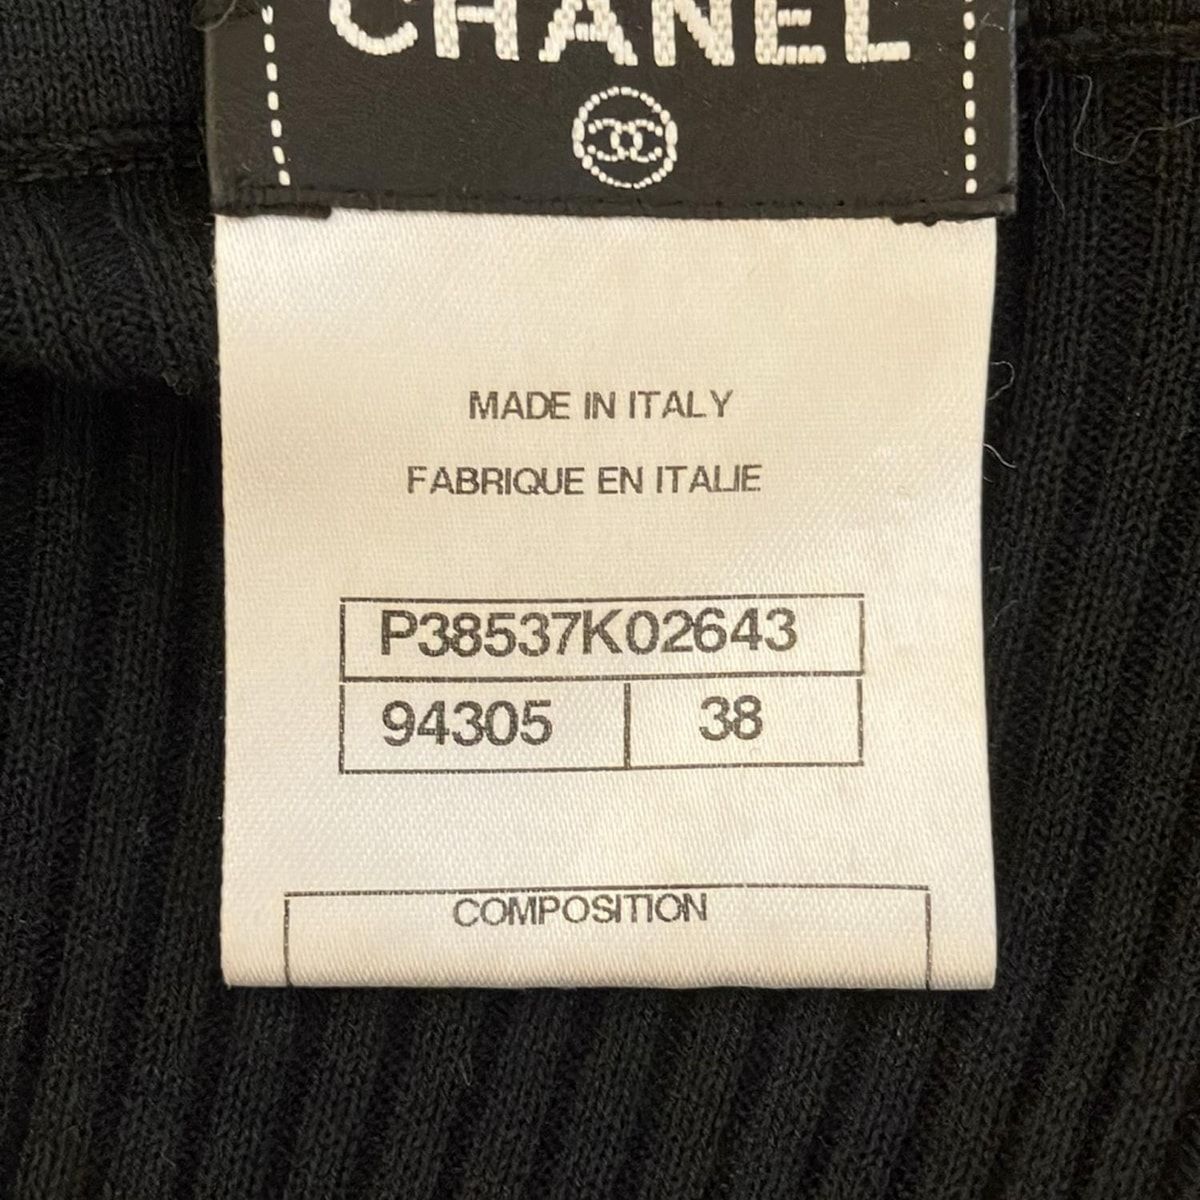 CHANEL
MADE IN ITALY
FABRIQUE EN ITALIE
P38537K02643
94305 38
COMPOSITION